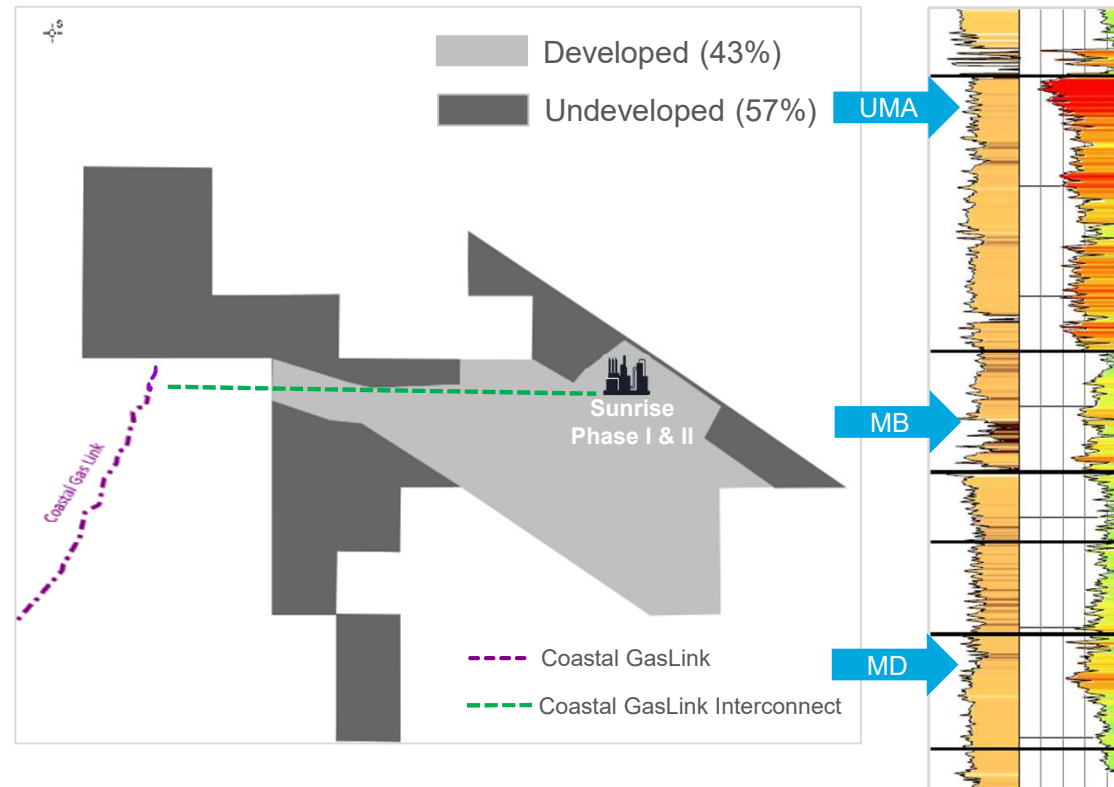 Developed (43%)
Undeveloped (57%)
UMA
MB
MD
Sunrise
Phase I & II
Coastal Gas Link
Coastal GasLink
Coastal GasLink Interconnect